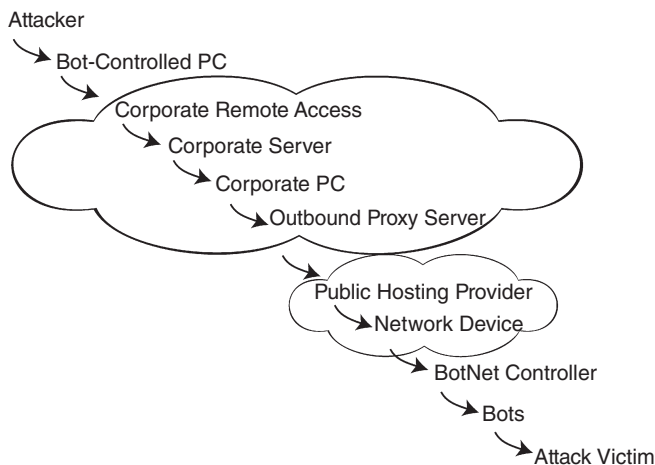 Attacker
Bot-Controlled PC
Corporate Remote Access
Corporate Server
Corporate PC
Outbound Proxy Server
Public Hosting Provider
Network Device
BotNet Controller
Bots
Attack Victim